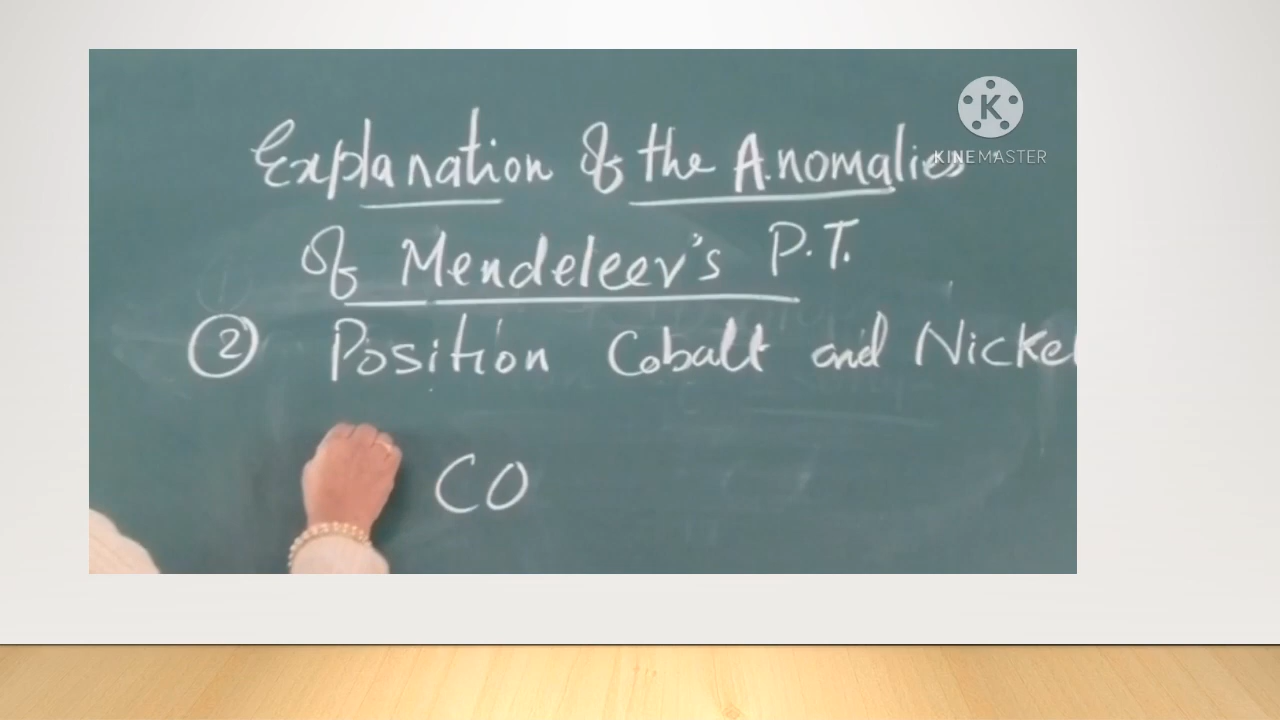 Explanation of the Anomalies
of Mendeleev's P.T.
② Position Cobalt and Nickel
CO
K
KINEMASTER